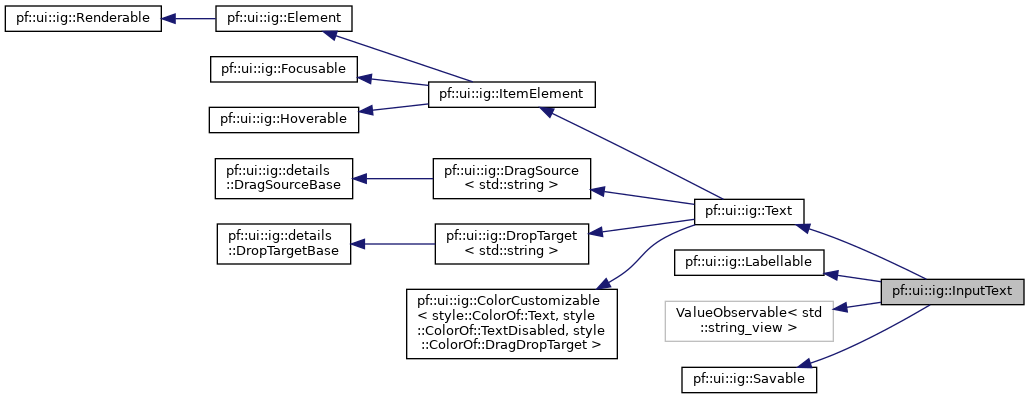 pf::ui::ig::Renderable
pf::ui::ig::Element
pf::ui::ig::Focusable
pf::ui::ig::ItemElement
pf::ui::ig::Hoverable
pf::ui::ig::details
::DragSourceBase
pf::ui::ig::DragSource
< std::string >
pf::ui::ig::Text
pf::ui::ig::details
::DropTargetBase
pf::ui::ig::DropTarget
< std::string >
pf::ui::ig::Labellable
pf::ui::ig::InputText
pf::ui::ig::ColorCustomizable
< style::ColorOf::Text, style
::ColorOf::TextDisabled, style
::ColorOf::DragDropTarget >
ValueObservable< std
::string_view >
pf::ui::ig::Savable